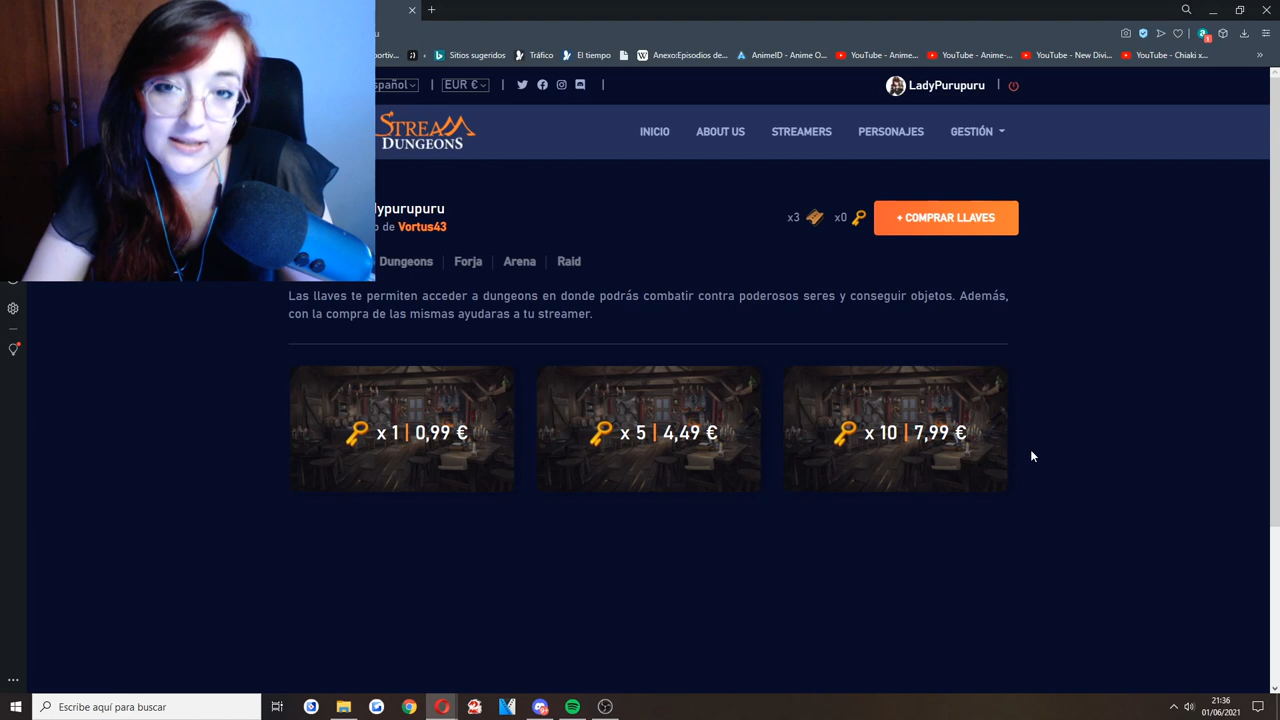 u
portiv...
Sitios sugeridos
Tráfico
El tiempo
Anexo:Episodios de...
AnimeID - Anime O...
YouTube - Anime,...
YouTube - Anime-...
YouTube - New Divi...
YouTube - Chiaki x...
spañol
| EUR € |
|
LadyPurupuru |
STREAM
DUNGEONS
INICIO
ABOUT US
STREAMERS
PERSONAJES
GESTIÓN
dypurupuru
o de Vortus43
x3
x0
+ COMPRAR LLAVES
Dungeons
Forja
Arena
Raid
Las llaves te permiten acceder a dungeons en donde podrás combatir contra poderosos seres y conseguir objetos. Además,
con la compra de las mismas ayudaras a tu streamer.
x 1 | 0,99 €
x 5 | 4,49 €
x 10 | 7,99 €
Escribe aquí para buscar
21:36
01/06/2021